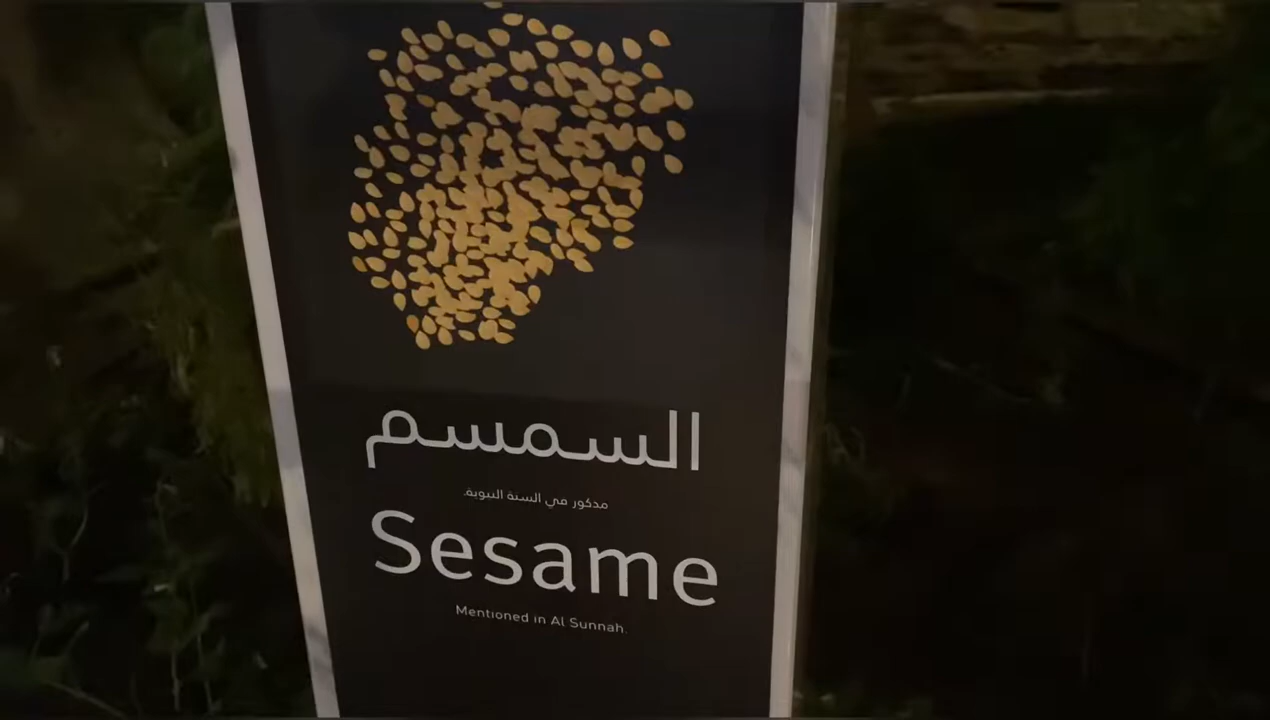 السمسم
مذكور في السنة النبوية.
Sesame
Mentioned in Al Sunnah.